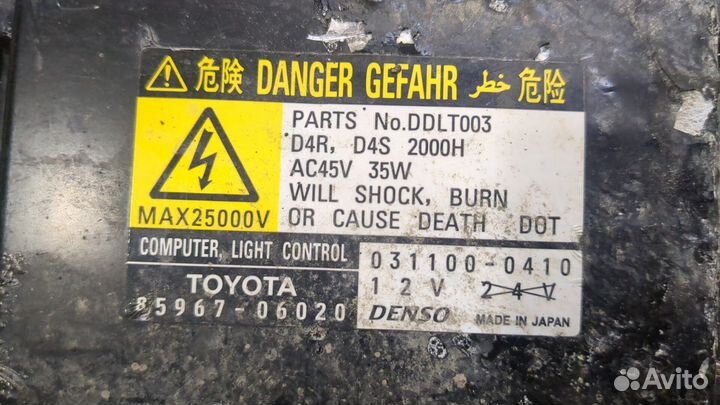 危険 DANGER GEFAHR خطر 危险
PARTS No.DDLT003
D4R, D4S 2000H
AC45V 35W
WILL SHOCK, BURN
OR CAUSE DEATH DOT
MAX25000V
COMPUTER, LIGHT CONTROL
TOYOTA
85967-06020
031100-0410
12V 24V
DENSO MADE IN JAPAN
Avito